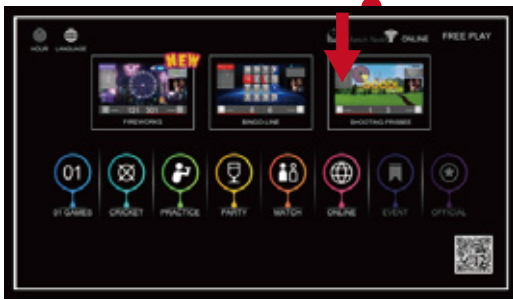 HOUR
LANGUAGE
ONLINE
FREE PLAY
NEW
FIREWORKS
BINGO-LINE
SHOOTING-FRISBEE
01
01 GAMES
CRICKET
PRACTICE
PARTY
MATCH
ONLINE
EVENT
OFFICIAL